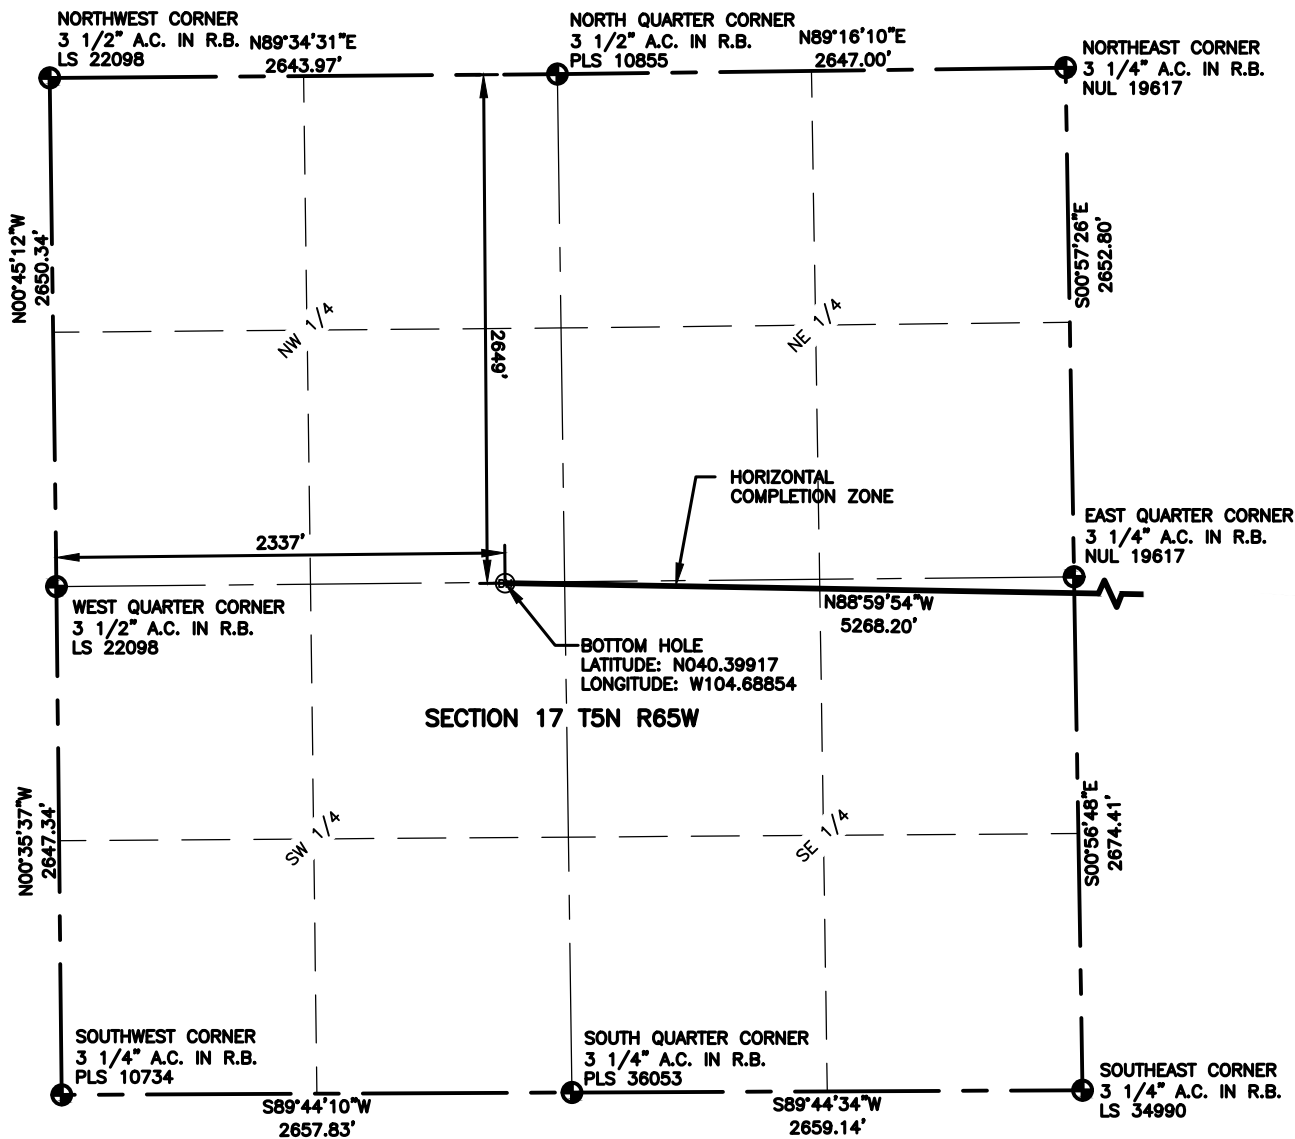 NORTHWEST CORNER
3 1/2" A.C. IN R.B.
LS 22098
N89°34'31"E
2643.97'
NORTH QUARTER CORNER
3 1/2" A.C. IN R.B.
PLS 10855
N89°16'10"E
2647.00'
NORTHEAST CORNER
3 1/4" A.C. IN R.B.
NUL 19617
N00°45'12"W
2650.34'
S00°57'26"E
2652.80'
NW 1/4
NE 1/4
2649'
HORIZONTAL
COMPLETION ZONE
2337'
EAST QUARTER CORNER
3 1/4" A.C. IN R.B.
NUL 19617
WEST QUARTER CORNER
3 1/2" A.C. IN R.B.
LS 22098
N88°59'54"W
5268.20'
BOTTOM HOLE
LATITUDE: N040.39917
LONGITUDE: W104.68854
SECTION 17 T5N R65W
N00°35'37"W
2647.34'
S00°56'48"E
2674.41'
SW 1/4
SE 1/4
SOUTHWEST CORNER
3 1/4" A.C. IN R.B.
PLS 10734
SOUTH QUARTER CORNER
3 1/4" A.C. IN R.B.
PLS 36053
SOUTHEAST CORNER
3 1/4" A.C. IN R.B.
LS 34990
S89°44'10"W
2657.83'
S89°44'34"W
2659.14'